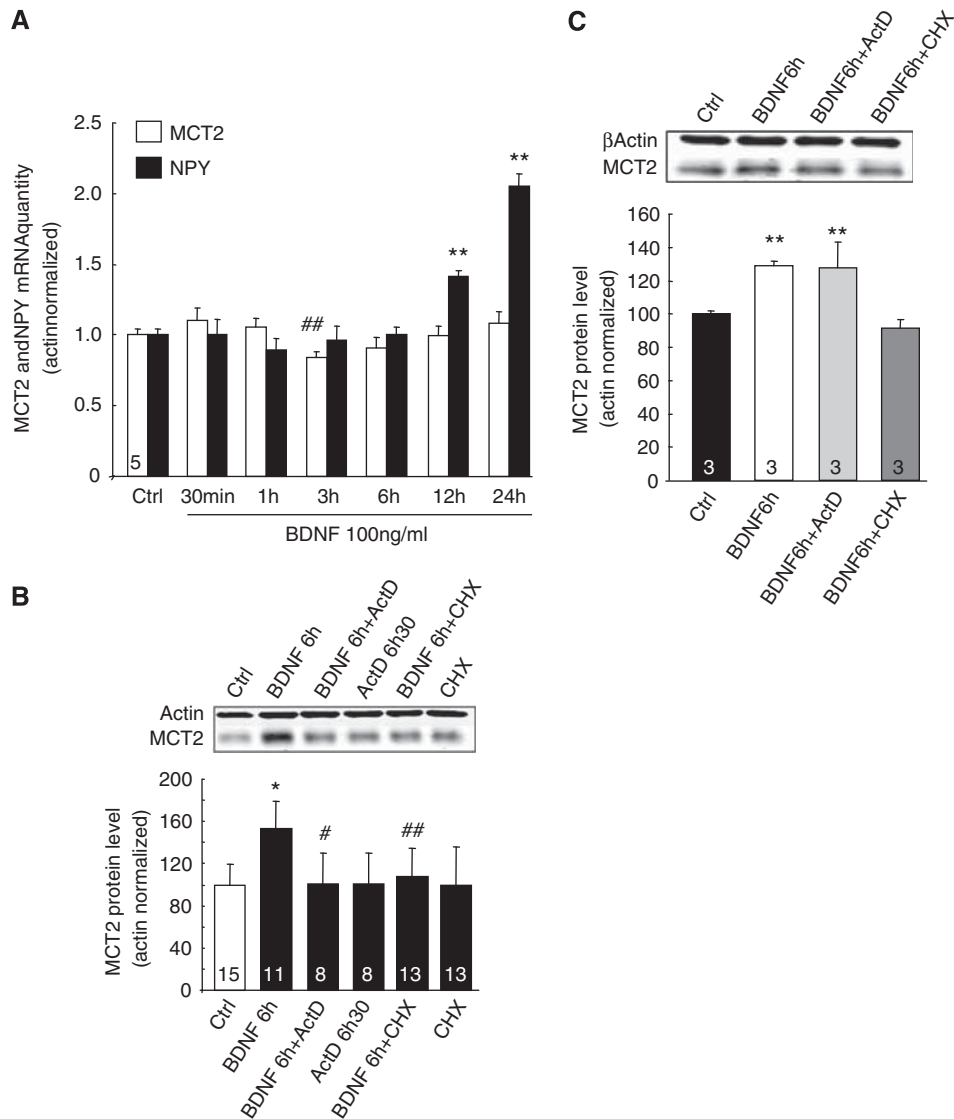 A
MCT2 andNPY mRNAquantity
(actinnormalized)
2.5
2.0
1.5
1.0
0.5
0
MCT2
NPY
##
**
**
5
Ctrl 30min 1h 3h 6h 12h 24h
BDNF 100ng/ml
B
Ctrl
BDNF 6h
BDNF 6h+ActD
ActD 6h30
BDNF 6h+CHX
CHX
Actin
MCT2
MCT2 protein level
(actin normalized)
200
160
120
80
40
0
*
#
##
15 11 8 8 13 13
Ctrl
BDNF 6h
BDNF 6h+ActD
ActD 6h30
BDNF 6h+CHX
CHX
C
Ctrl
BDNF6h
BDNF6h+ActD
BDNF6h+CHX
βActin
MCT2
MCT2 protein level
(actin normalized)
160
140
120
100
80
60
40
20
0
**
**
3 3 3 3
Ctrl
BDNF6h
BDNF6h+ActD
BDNF6h+CHX